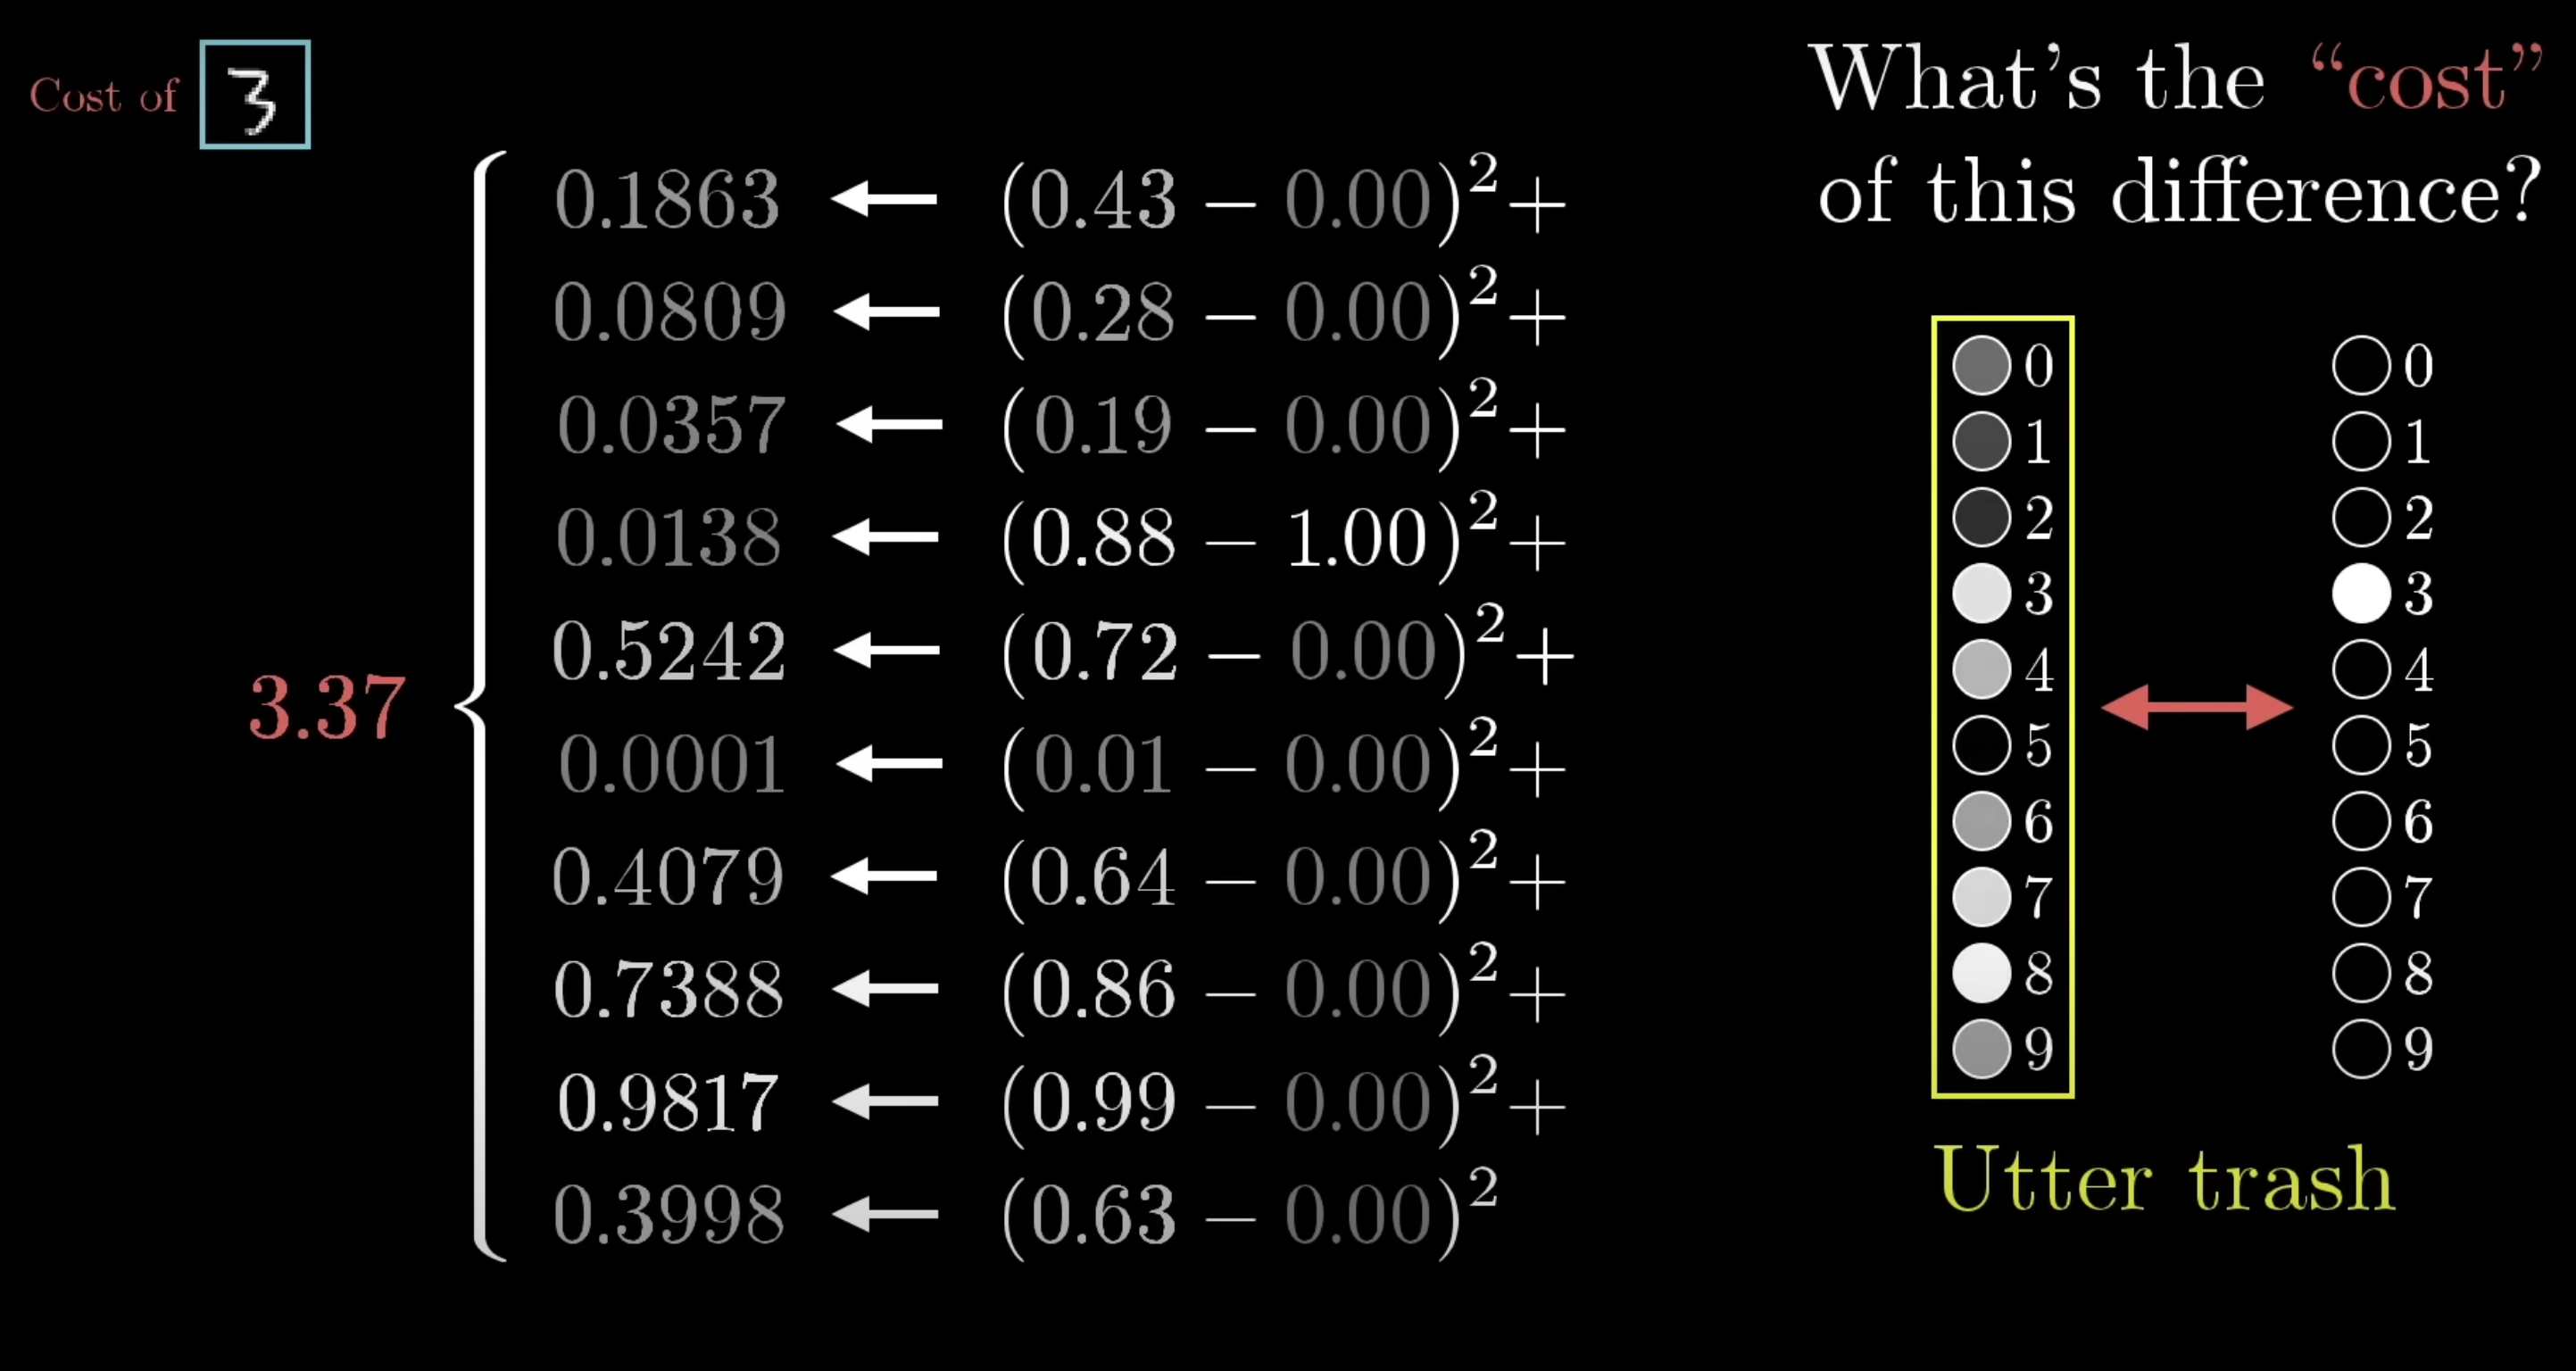 Cost of 3
What's the “cost”
of this difference?
3.37
0.1863 ← (0.43 − 0.00)² +
0.0809 ← (0.28 − 0.00)² +
0.0357 ← (0.19 − 0.00)² +
0.0138 ← (0.88 − 1.00)² +
0.5242 ← (0.72 − 0.00)² +
0.0001 ← (0.01 − 0.00)² +
0.4079 ← (0.64 − 0.00)² +
0.7388 ← (0.86 − 0.00)² +
0.9817 ← (0.99 − 0.00)² +
0.3998 ← (0.63 − 0.00)²
0 0
1 1
2 2
3 3
4 4
5 5
6 6
7 7
8 8
9 9
Utter trash